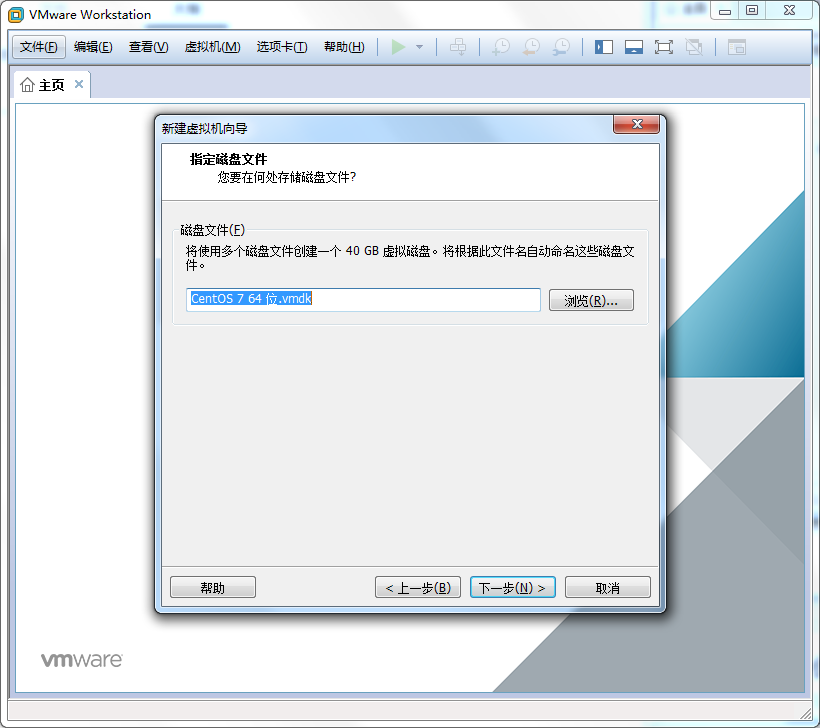 VMware Workstation
文件(F) 编辑(E) 查看(V) 虚拟机(M) 选项卡(T) 帮助(H)
主页
新建虚拟机向导
指定磁盘文件
您要在何处存储磁盘文件?
磁盘文件(F)
将使用多个磁盘文件创建一个 40 GB 虚拟磁盘。将根据此文件名自动命名这些磁盘文
件。
CentOS 7 64 位.vmdk
浏览(R)...
帮助 < 上一步(B) 下一步(N) > 取消
vmware